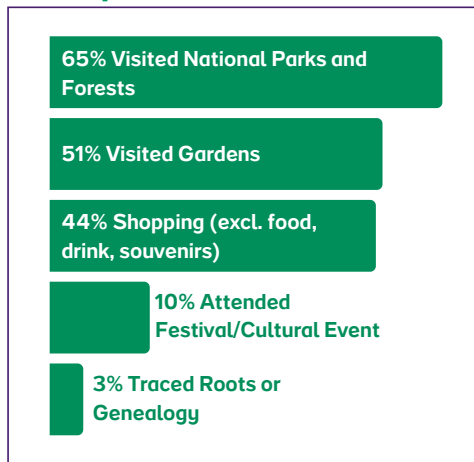 65% Visited National Parks and
Forests
51% Visited Gardens
44% Shopping (excl. food,
drink, souvenirs)
10% Attended
Festival/Cultural Event
3% Traced Roots or
Genealogy